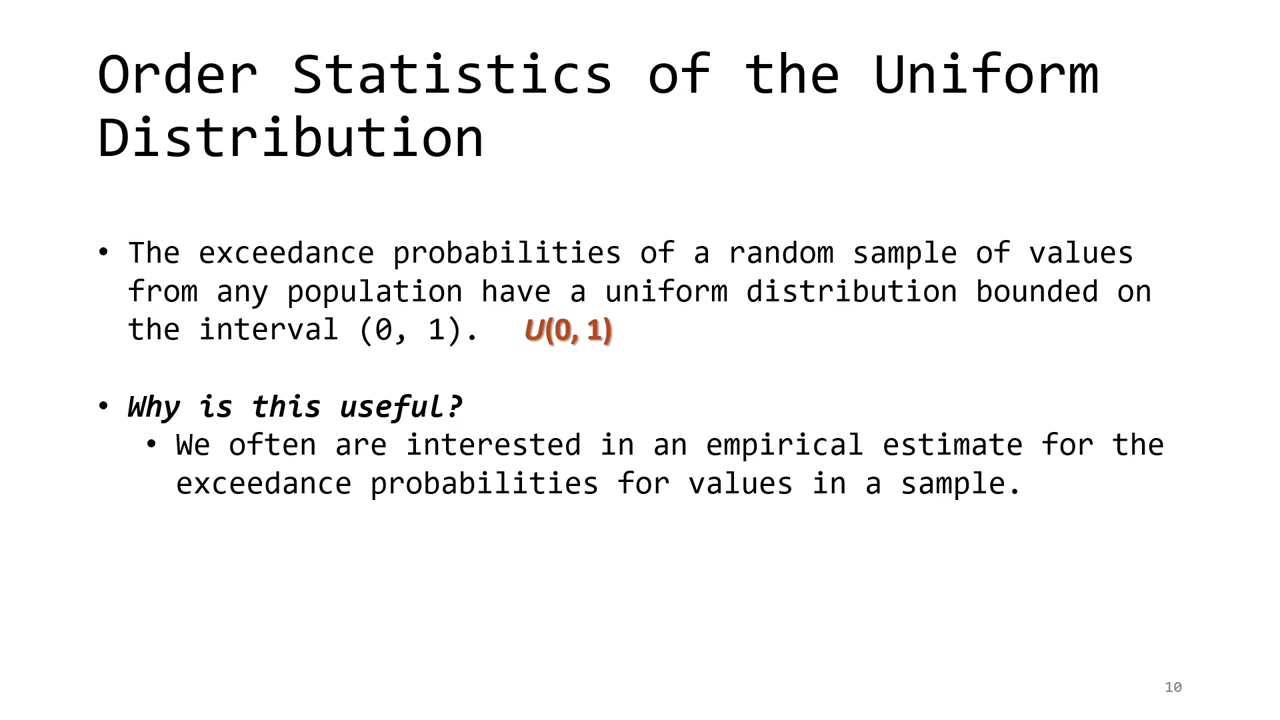 Order Statistics of the Uniform
Distribution
• The exceedance probabilities of a random sample of values
from any population have a uniform distribution bounded on
the interval (0, 1). U(0, 1)
• Why is this useful?
• We often are interested in an empirical estimate for the
exceedance probabilities for values in a sample.
10